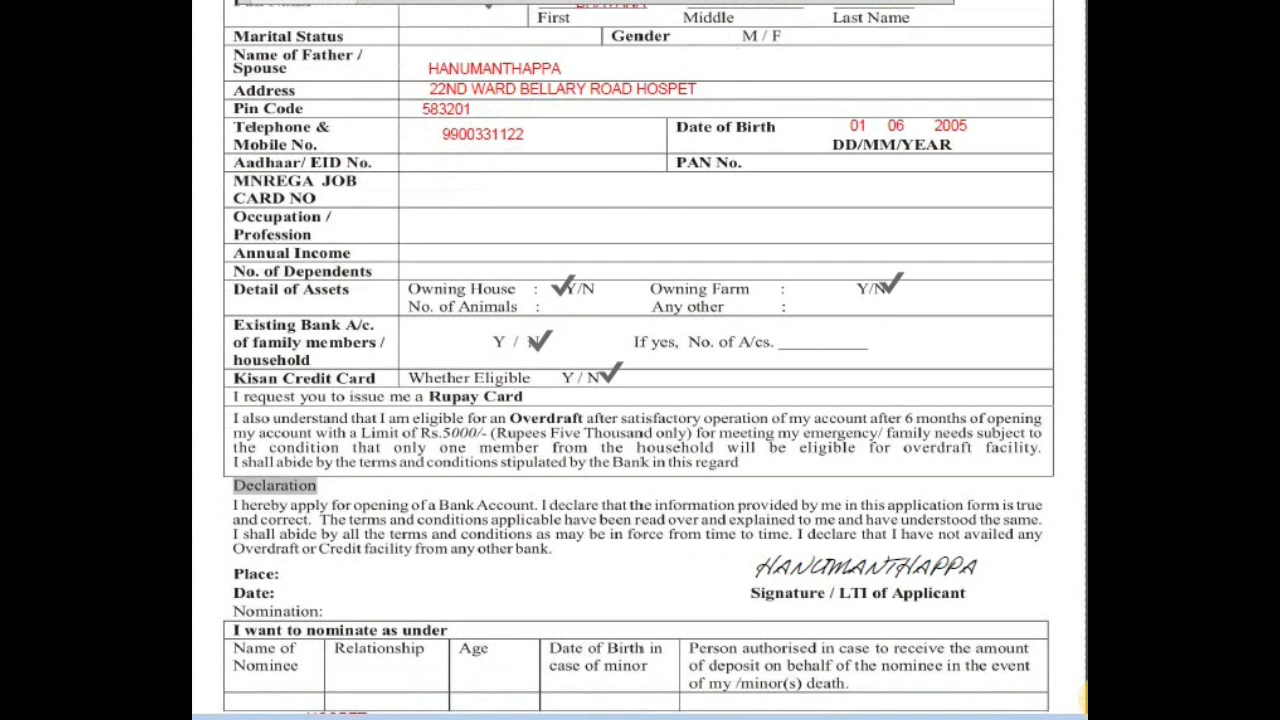 First Middle Last Name
Marital Status Gender M / F
Name of Father /
Spouse HANUMANTHAPPA
Address 22ND WARD BELLARY ROAD HOSPET
Pin Code 583201
Telephone & Date of Birth 01 06 2005
Mobile No. 9900331122 DD/MM/YEAR
Aadhaar/ EID No. PAN No.
MNREGA JOB
CARD NO
Occupation /
Profession
Annual Income
No. of Dependents
Detail of Assets Owning House : Y/N Owning Farm : Y/N
No. of Animals : Any other :
Existing Bank A/c.
of family members / Y / N If yes, No. of A/cs. __________
household
Kisan Credit Card Whether Eligible Y / N
I request you to issue me a Rupay Card
I also understand that I am eligible for an Overdraft after satisfactory operation of my account after 6 months of opening
my account with a Limit of Rs.5000/- (Rupees Five Thousand only) for meeting my emergency/ family needs subject to
the condition that only one member from the household will be eligible for overdraft facility.
I shall abide by the terms and conditions stipulated by the Bank in this regard
Declaration
I hereby apply for opening of a Bank Account. I declare that the information provided by me in this application form is true
and correct. The terms and conditions applicable have been read over and explained to me and have understood the same.
I shall abide by all the terms and conditions as may be in force from time to time. I declare that I have not availed any
Overdraft or Credit facility from any other bank.
HANUMANTHAPPA
Place:
Date: Signature / LTI of Applicant
Nomination:
I want to nominate as under
Name of Relationship Age Date of Birth in Person authorised in case to receive the amount
Nominee case of minor of deposit on behalf of the nominee in the event
of my /minor(s) death.